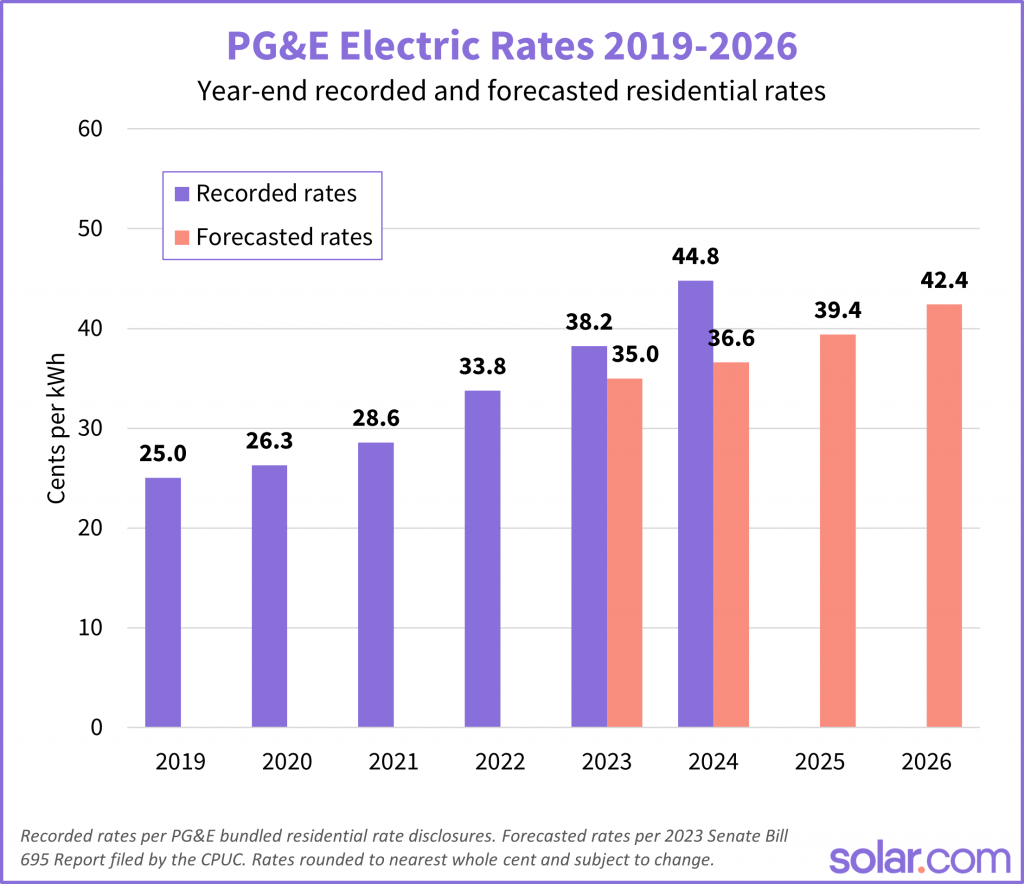 PG&E Electric Rates 2019-2026
Year-end recorded and forecasted residential rates
60
50
40
30
20
10
0
Cents per kWh
Recorded rates
Forecasted rates
25.0
26.3
28.6
33.8
38.2
35.0
44.8
36.6
39.4
42.4
2019 2020 2021 2022 2023 2024 2025 2026
Recorded rates per PG&E bundled residential rate disclosures. Forecasted rates per 2023 Senate Bill
695 Report filed by the CPUC. Rates rounded to nearest whole cent and subject to change.
solar.com